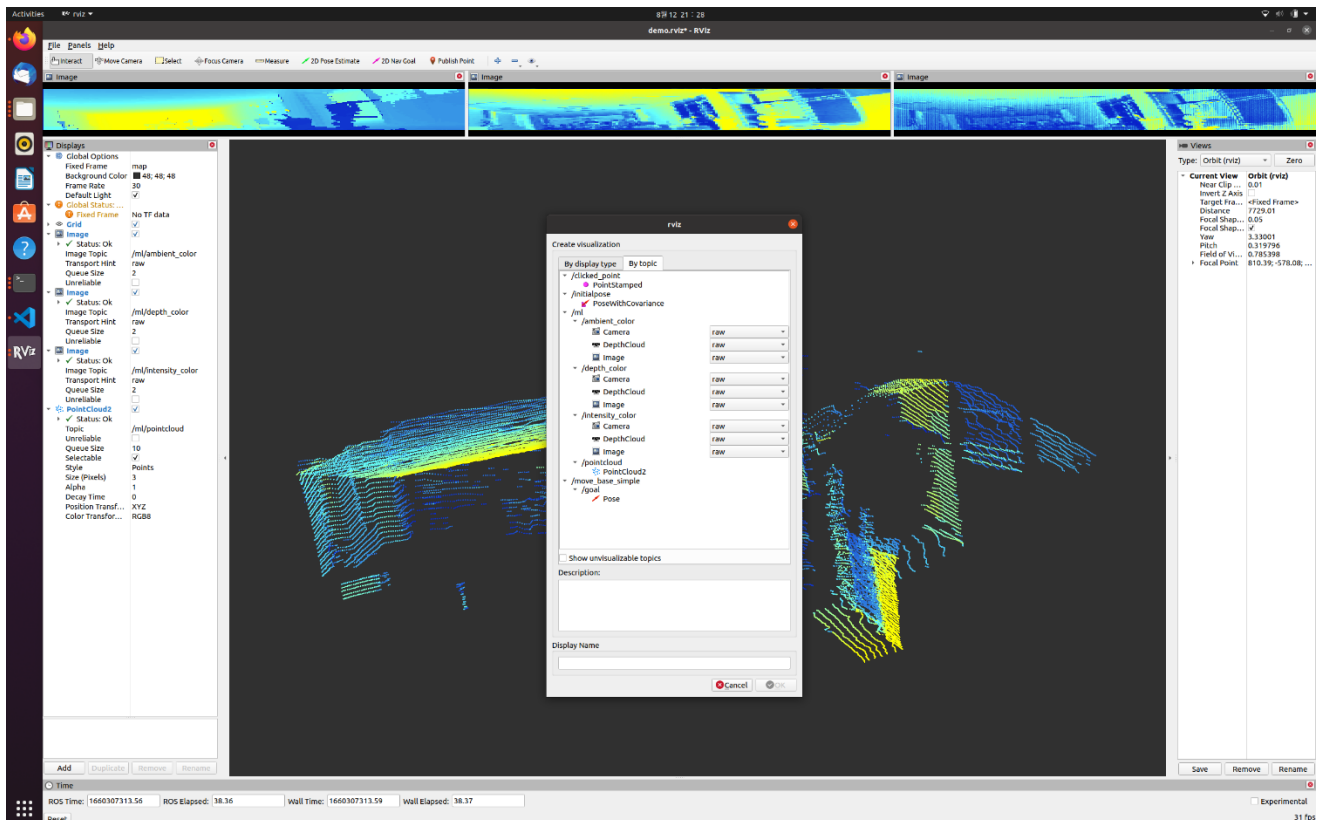 Activities
rviz
8월 12 21 : 28
demo.rviz* - RViz
File Panels Help
Interact Move Camera Select Focus Camera Measure 2D Pose Estimate 2D Nav Goal Publish Point
Image
Image
Image
Displays
Global Options
Fixed Frame map
Background Color 48; 48; 48
Frame Rate 30
Default Light
Global Status: ...
Fixed Frame No TF data
Grid
Image
Status: Ok
Image Topic /ml/ambient_color
Transport Hint raw
Queue Size 2
Unreliable
Image
Status: Ok
Image Topic /ml/depth_color
Transport Hint raw
Queue Size 2
Unreliable
Image
Status: Ok
Image Topic /ml/intensity_color
Transport Hint raw
Queue Size 2
Unreliable
PointCloud2
Status: Ok
Topic /ml/pointcloud
Unreliable
Queue Size 10
Selectable
Style Points
Size (Pixels) 3
Alpha 1
Decay Time 0
Position Transf... XYZ
Color Transfor... RGB8
Add Duplicate Remove Rename
RViz
rviz
Create visualization
By display type By topic
/clicked_point
PointStamped
/initialpose
PoseWithCovariance
/ml
/ambient_color
Camera raw
DepthCloud raw
Image raw
/depth_color
Camera raw
DepthCloud raw
Image raw
/intensity_color
Camera raw
DepthCloud raw
Image raw
/pointcloud
PointCloud2
/move_base_simple
/goal
Pose
Show unvisualizable topics
Description:
Display Name
Cancel OK
Views
Type: Orbit (rviz) Zero
Current View Orbit (rviz)
Near Clip ... 0.01
Invert Z Axis
Target Fra... <Fixed Frame>
Distance 7729.01
Focal Shap... 0.05
Focal Shap...
Yaw 3.33001
Pitch 0.319796
Field of Vi... 0.785398
Focal Point 810.39; -578.08; ...
Save Remove Rename
Time
ROS Time: 1660307313.56 ROS Elapsed: 38.36 Wall Time: 1660307313.59 Wall Elapsed: 38.37 Experimental
Reset 31 fps